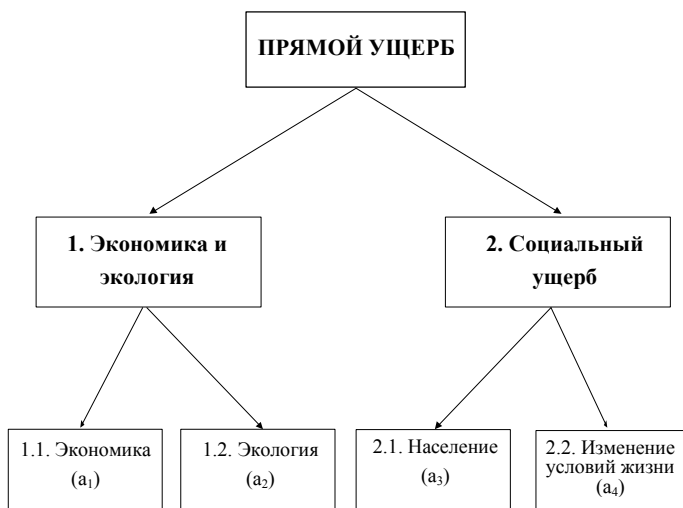 ПРЯМОЙ УЩЕРБ
1. Экономика и
экология
2. Социальный
ущерб
1.1. Экономика
(a₁)
1.2. Экология
(a₂)
2.1. Население
(a₃)
2.2. Изменение
условий жизни
(a₄)